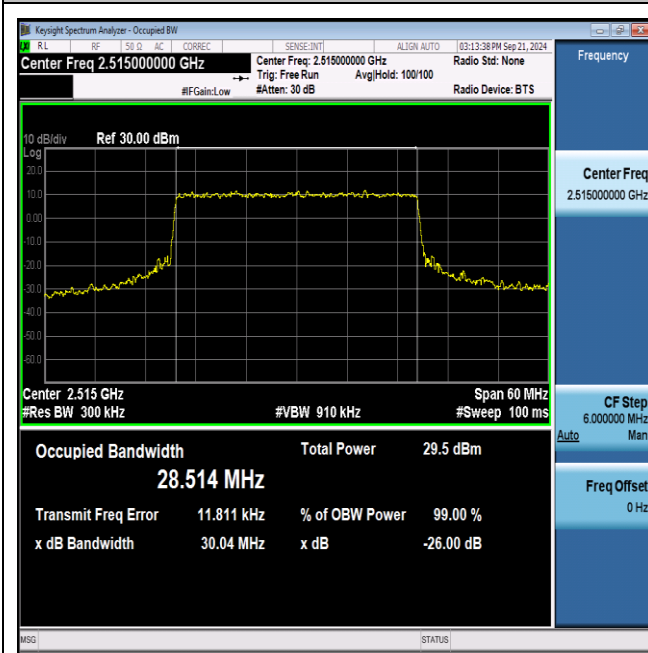 Keysight Spectrum Analyzer - Occupied BW
RL RF 50 Ω AC CORREC SENSE:INT ALIGN AUTO 03:13:38 PM Sep 21, 2024
Center Freq 2.515000000 GHz
Center Freq: 2.515000000 GHz
Radio Std: None
Trig: Free Run Avg|Hold: 100/100
#IFGain:Low #Atten: 30 dB Radio Device: BTS
10 dB/div Ref 30.00 dBm
Log
20.0
10.0
0.00
-10.0
-20.0
-30.0
-40.0
-50.0
-60.0
Center 2.515 GHz Span 60 MHz
#Res BW 300 kHz #VBW 910 kHz #Sweep 100 ms
Occupied Bandwidth Total Power 29.5 dBm
28.514 MHz
Transmit Freq Error 11.811 kHz % of OBW Power 99.00 %
x dB Bandwidth 30.04 MHz x dB -26.00 dB
MSG STATUS
Frequency
Center Freq
2.515000000 GHz
CF Step
6.000000 MHz
Auto Man
Freq Offset
0 Hz